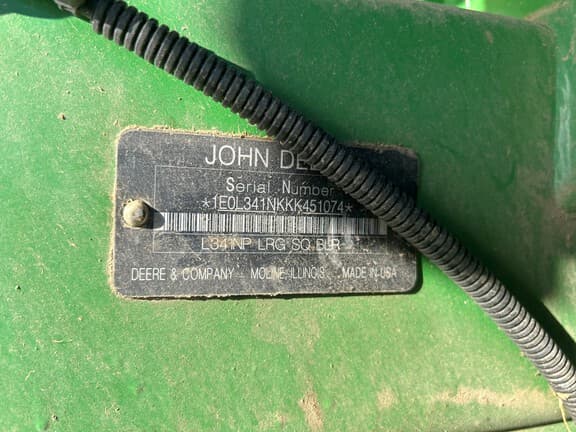 JOHN DE
Serial Number
*1E0L341NKKK451074*
L341NP LRG SQ BLR
DEERE & COMPANY MOLINE, ILLINOIS MADE IN USA